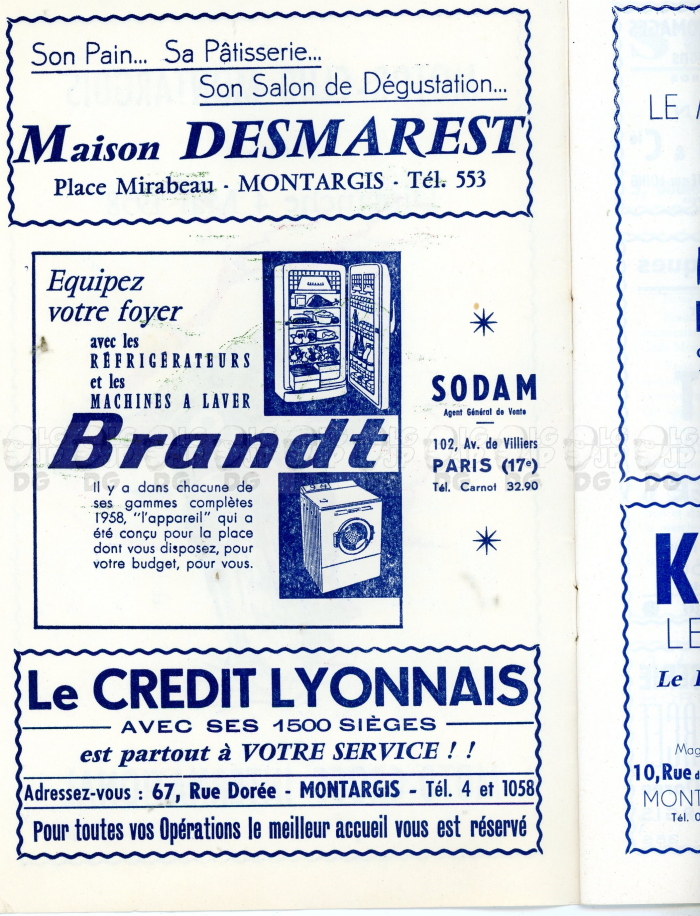 Son Pain... Sa Pâtisserie...
Son Salon de Dégustation...
Maison DESMAREST
Place Mirabeau - MONTARGIS - Tél. 553
Equipez
votre foyer
avec les
RÉFRIGÉRATEURS
et les
MACHINES A LAVER
Brandt
Il y a dans chacune de
ses gammes complètes
1958, "l'appareil" qui a
été conçu pour la place
dont vous disposez, pour
votre budget, pour vous.
SODAM
Agent Général de Vente
102, Av. de Villiers
PARIS (17e)
Tél. Carnot 32.90
Le CREDIT LYONNAIS
AVEC SES 1500 SIÈGES
est partout à VOTRE SERVICE ! !
Adressez-vous : 67, Rue Dorée - MONTARGIS - Tél. 4 et 1058
Pour toutes vos Opérations le meilleur accueil vous est réservé
LE
K
LE
Le
Mag
10, Rue d
MONT
Tél. 0